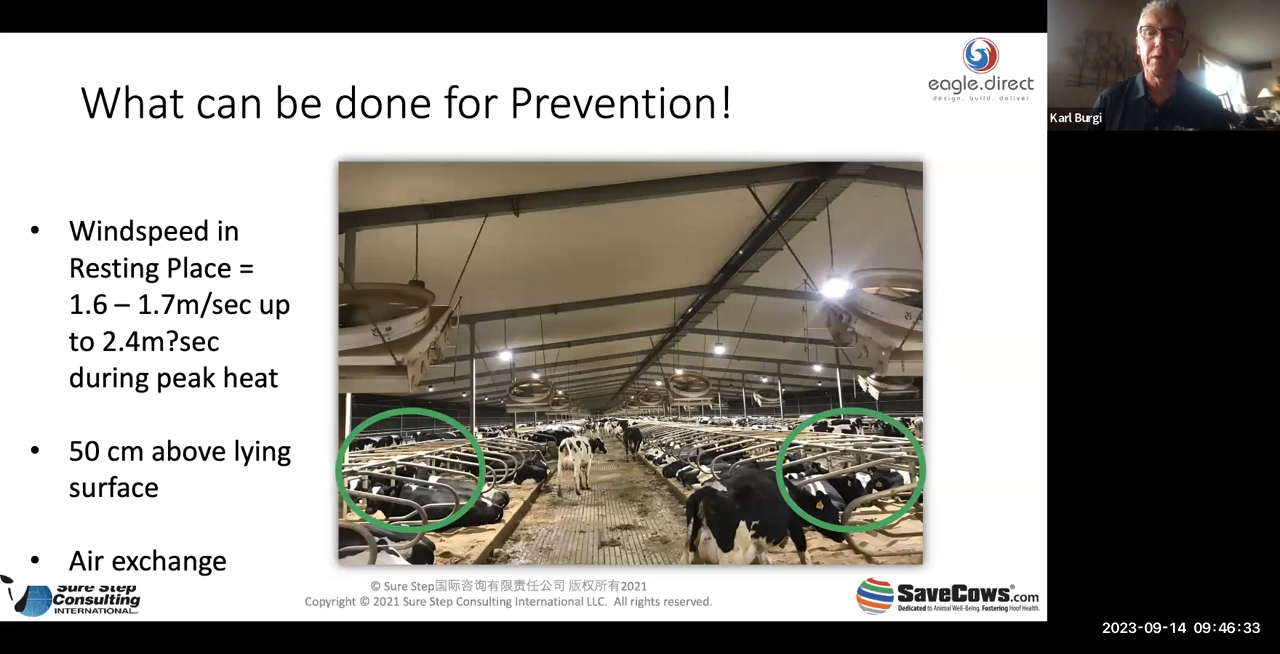 eagle.direct
design. build. deliver
Karl Burgi
What can be done for Prevention!
• Windspeed in
Resting Place =
1.6 – 1.7m/sec up
to 2.4m?sec
during peak heat
• 50 cm above lying
surface
• Air exchange
Sure Step
Consulting
INTERNATIONAL
© Sure Step国际咨询有限责任公司 版权所有2021
Copyright © 2021 Sure Step Consulting International LLC. All rights reserved.
SaveCows.com
Dedicated to Animal Well-Being. Fostering Hoof Health.
2023-09-14 09:46:33